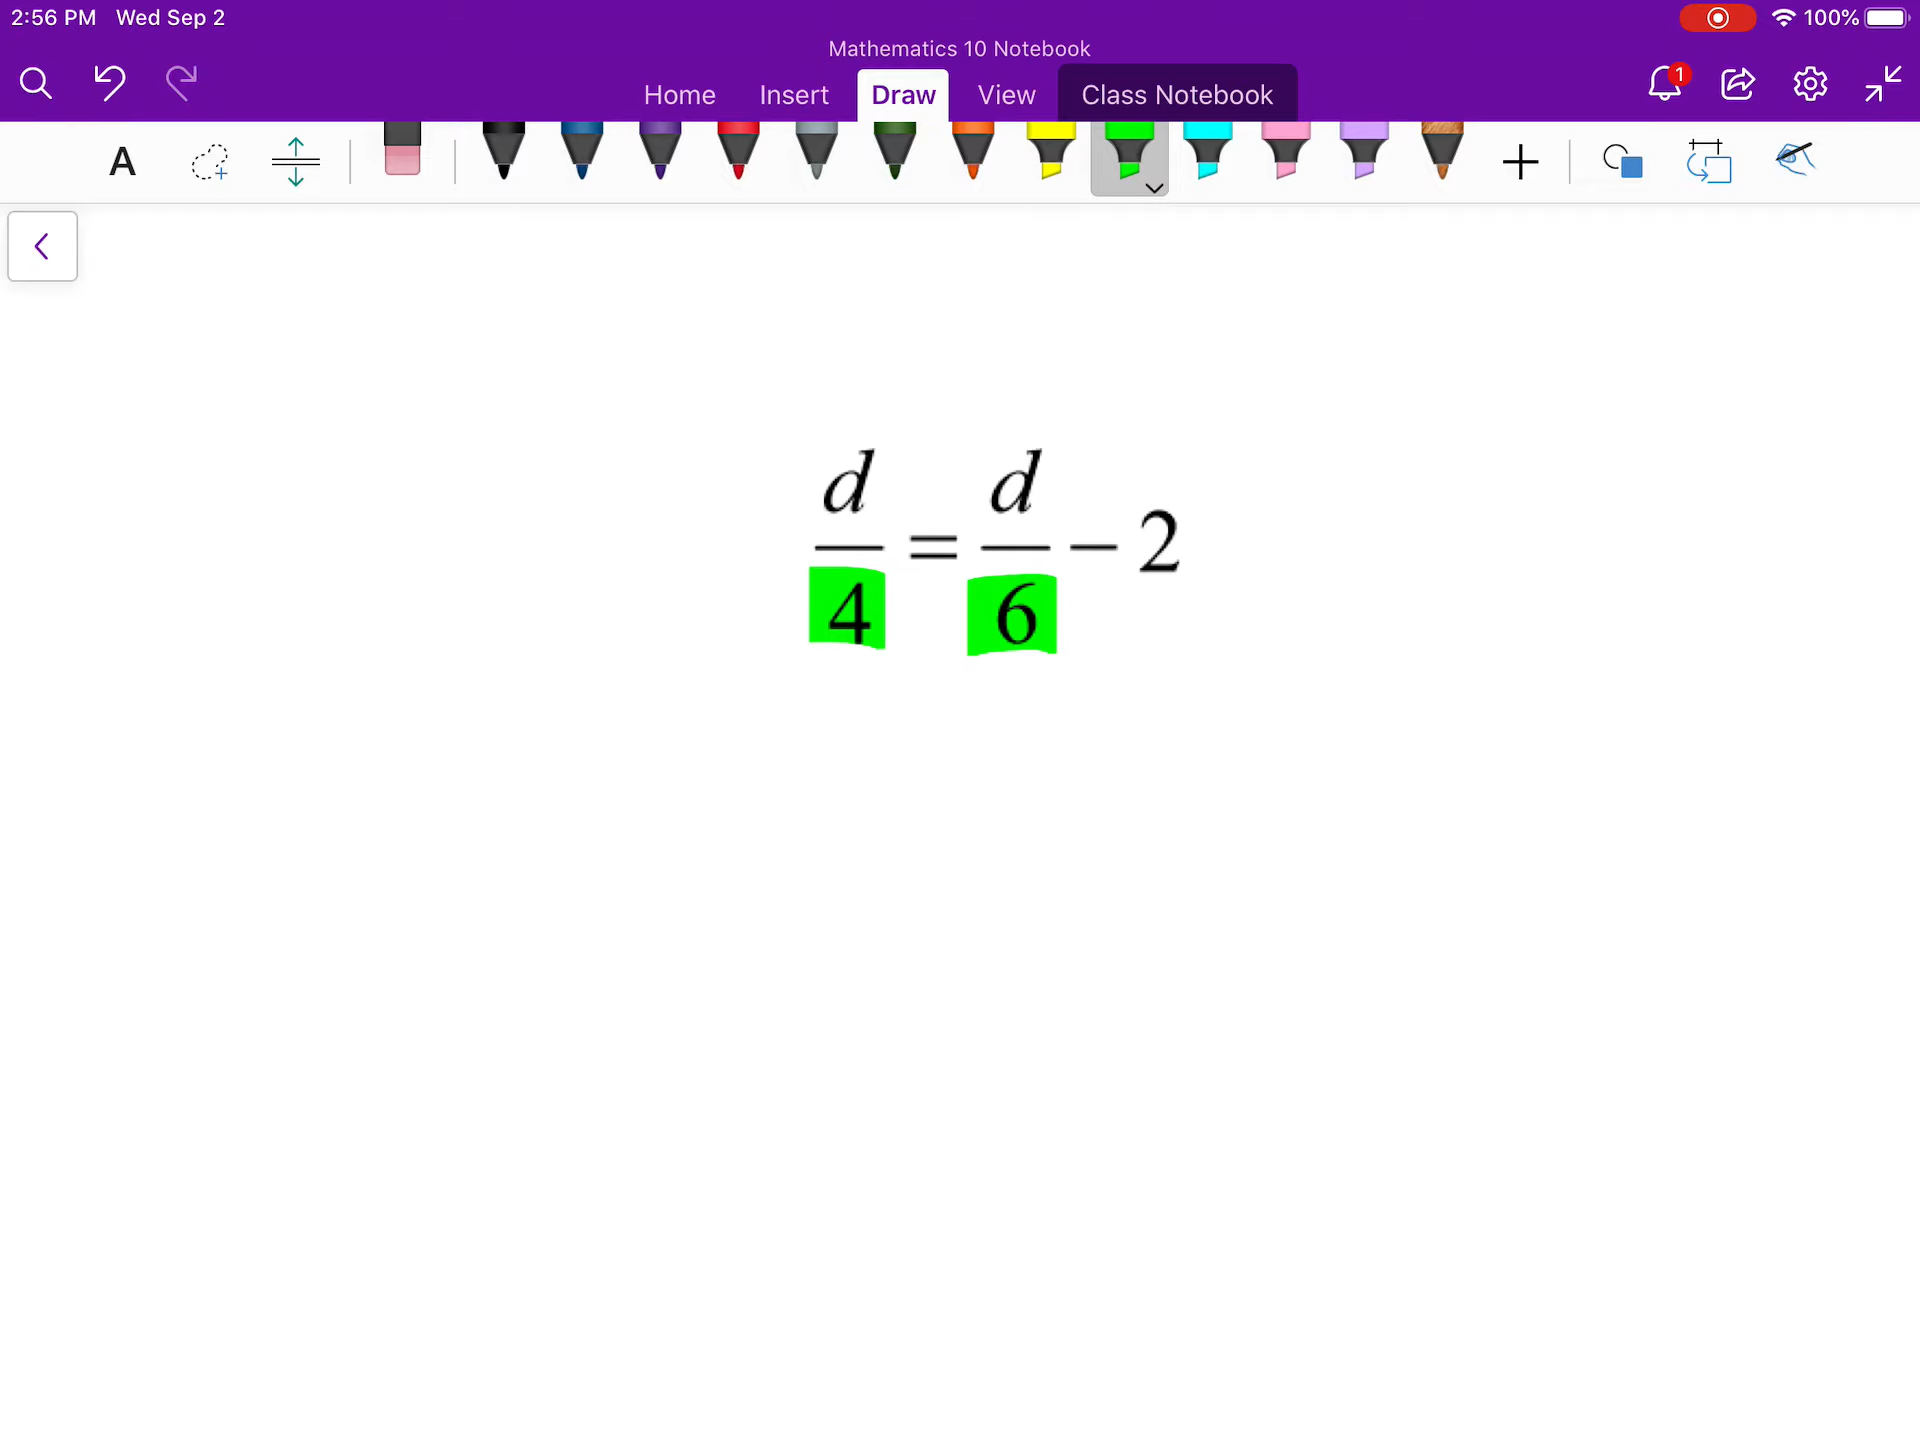 2:56 PM Wed Sep 2
100%
Mathematics 10 Notebook
Home Insert Draw View Class Notebook
1
A
d/4 = d/6 − 2